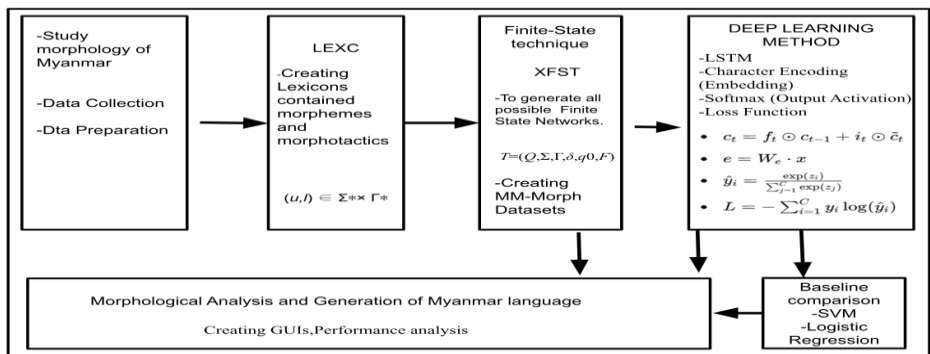 -Study
morphology of
Myanmar
-Data Collection
-Dta Preparation
LEXC
-Creating
Lexicons
contained
morphemes
and
morphotactics
(u,l) ∈ Σ*× Γ*
Finite-State
technique
XFST
-To generate all
possible Finite
State Networks.
T=(Q,Σ,Γ,δ,q0,F)
-Creating
MM-Morph
Datasets
DEEP LEARNING
METHOD
-LSTM
-Character Encoding
(Embedding)
-Softmax (Output Activation)
-Loss Function
• c_t = f_t ⊙ c_{t-1} + i_t ⊙ c̄_t
• e = W_e · x
• ŷ_i = exp(z_i) / ∑_{j=1}^{C} exp(z_j)
• L = − ∑_{i=1}^{C} y_i log(ŷ_i)
Morphological Analysis and Generation of Myanmar language
Creating GUIs,Performance analysis
Baseline
comparison
-SVM
-Logistic
Regression